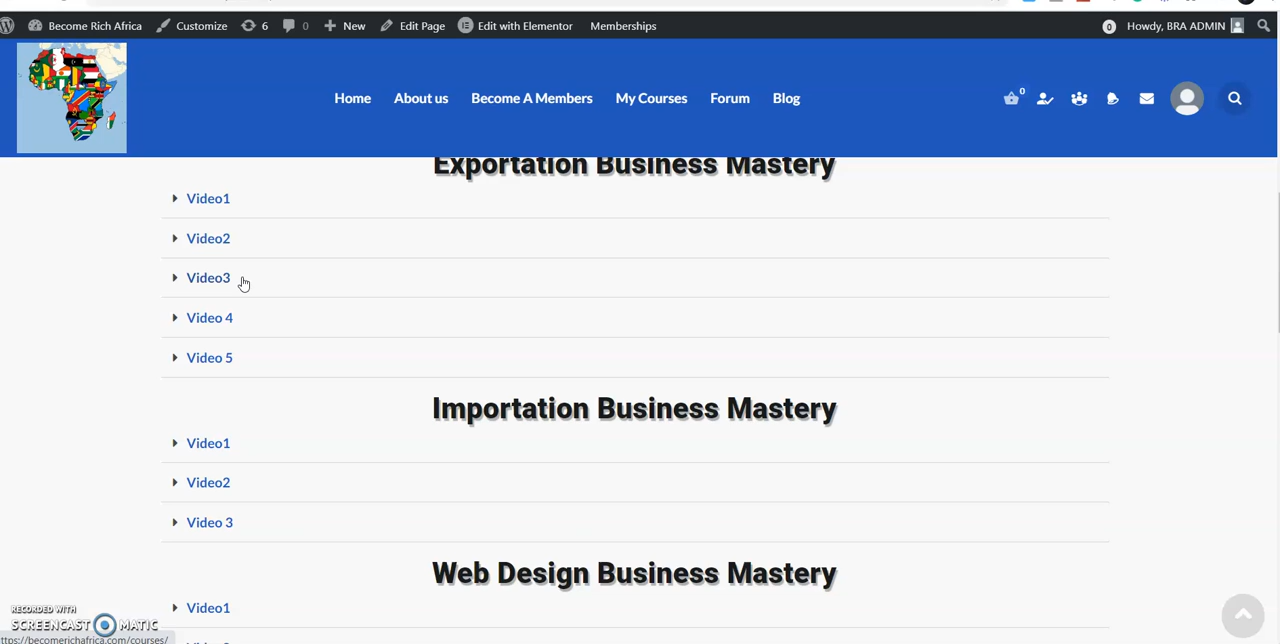 Become Rich Africa Customize 6 0 New Edit Page Edit with Elementor Memberships 0 Howdy, BRA ADMIN
Home About us Become A Members My Courses Forum Blog 0
Exportation Business Mastery
Video1
Video2
Video3
Video 4
Video 5
Importation Business Mastery
Video1
Video2
Video 3
Web Design Business Mastery
Video1
RECORDED WITH
SCREENCAST MATIC
ttps://becomerichafrica.com/courses/